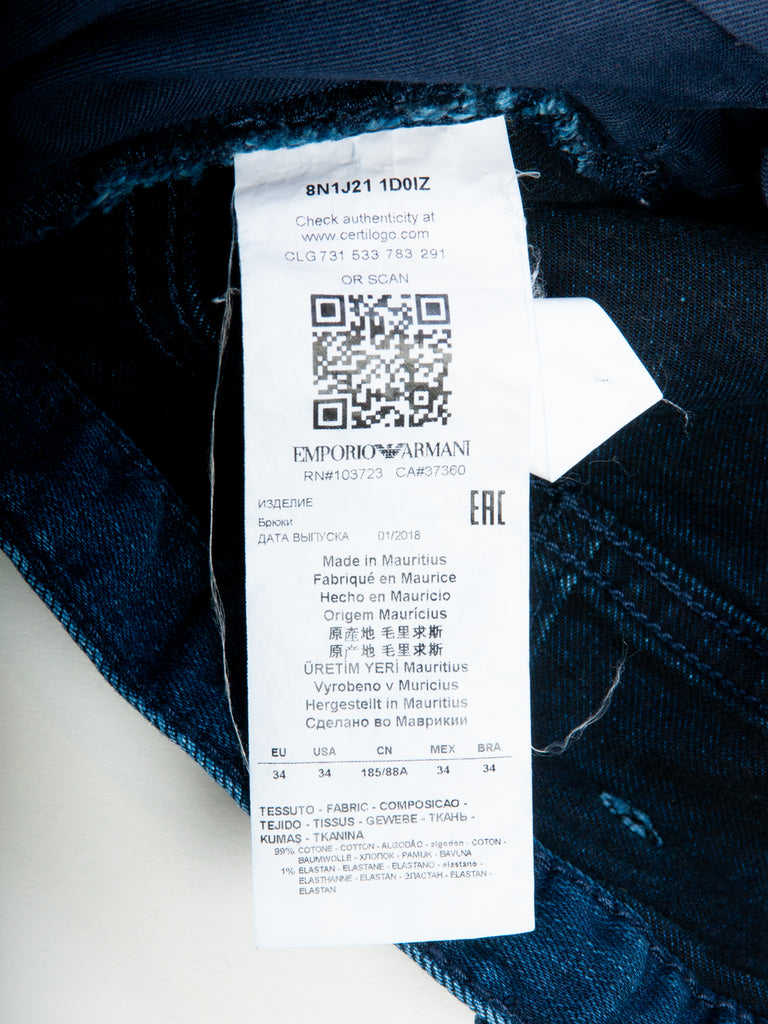 8N1J21 1D0IZ
Check authenticity at
www.certilogo.com
CLG 731 533 783 291
OR SCAN
EMPORIO ARMANI
RN#103723 CA#37360
ИЗДЕЛИЕ
Брюки
EAC
ДАТА ВЫПУСКА 01/2018
Made in Mauritius
Fabriqué en Maurice
Hecho en Mauricio
Origem Maurícius
原產地 毛里求斯
原产地 毛里求斯
ÜRETİM YERİ Mauritius
Vyrobeno v Muricius
Hergestellt in Mauritius
Сделано во Маврикии
EU USA CN MEX BRA
34 34 185/88A 34 34
TESSUTO - FABRIC - COMPOSICAO -
TEJIDO - TISSUS - GEWEBE - ТКАНЬ -
KUMAŞ - TKANINA
99% COTONE - COTTON - ALGODÃO - algodón - COTON -
BAUMWOLLE - ХЛОПОК - PAMUK - BAVLNA
1% ELASTAN - ELASTANE - ELASTANO - elastano -
ELASTHANNE - ELASTAN - ЭЛАСТАН - ELASTAN -
ELASTAN